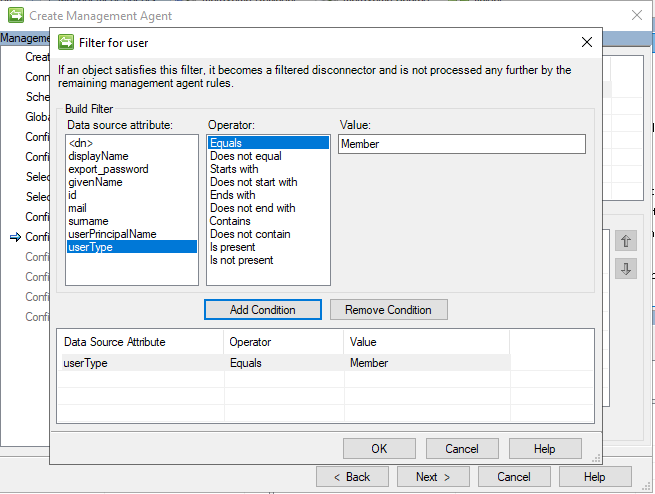 Create Management Agent
Manageme
Filter for user
If an object satisfies this filter, it becomes a filtered disconnector and is not processed any further by the
remaining management agent rules.
Build Filter
Data source attribute:
Operator:
Value:
<dn>
displayName
export_password
givenName
id
mail
surname
userPrincipalName
userType
Equals
Does not equal
Starts with
Does not start with
Ends with
Does not end with
Contains
Does not contain
Is present
Is not present
Member
Add Condition
Remove Condition
Data Source Attribute
Operator
Value
userType
Equals
Member
OK
Cancel
Help
Creat
Conn
Sche
Globa
Confi
Confi
Selec
Selec
Confi
Confi
Confi
Confi
Confi
Confi
< Back
Next >
Cancel
Help